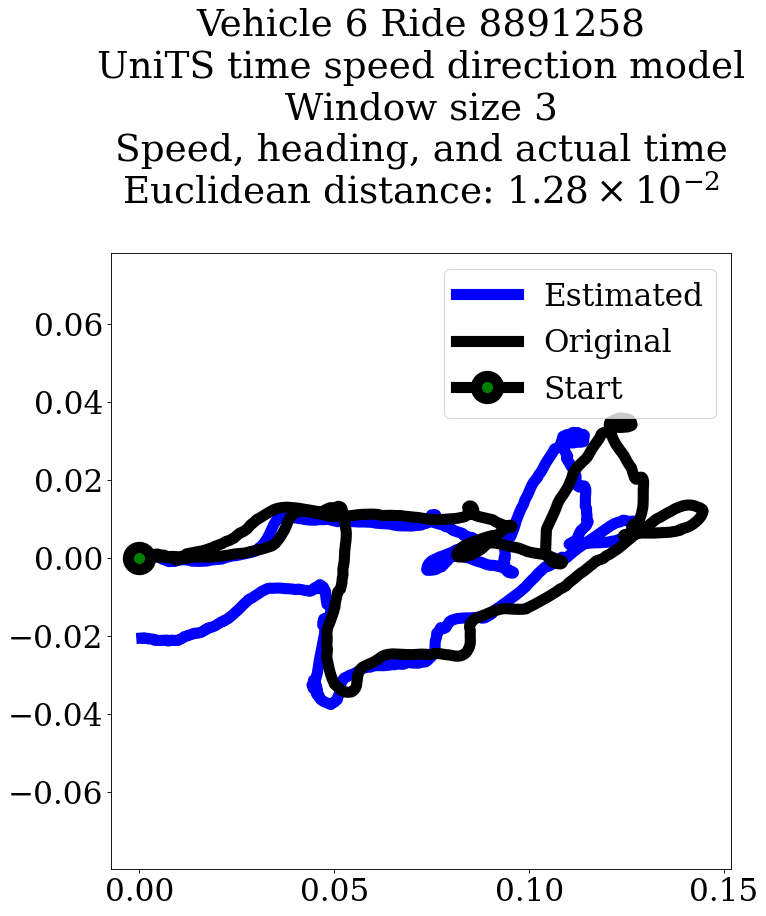 Vehicle 6 Ride 8891258
UniTS time speed direction model
Window size 3
Speed, heading, and actual time
Euclidean distance: 1.28 × 10⁻²
Estimated
Original
Start
0.06
0.04
0.02
0.00
−0.02
−0.04
−0.06
0.00 0.05 0.10 0.15